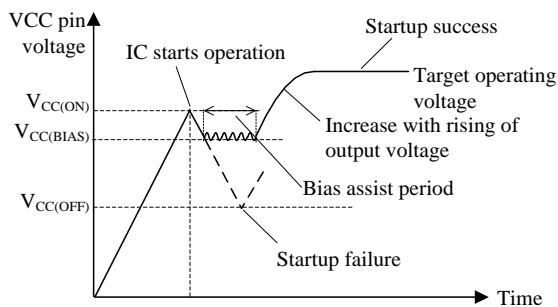 VCC pin
voltage
Startup success
IC starts operation
Target operating
voltage
VCC(ON)
Increase with rising of
output voltage
VCC(BIAS)
Bias assist period
VCC(OFF)
Startup failure
Time